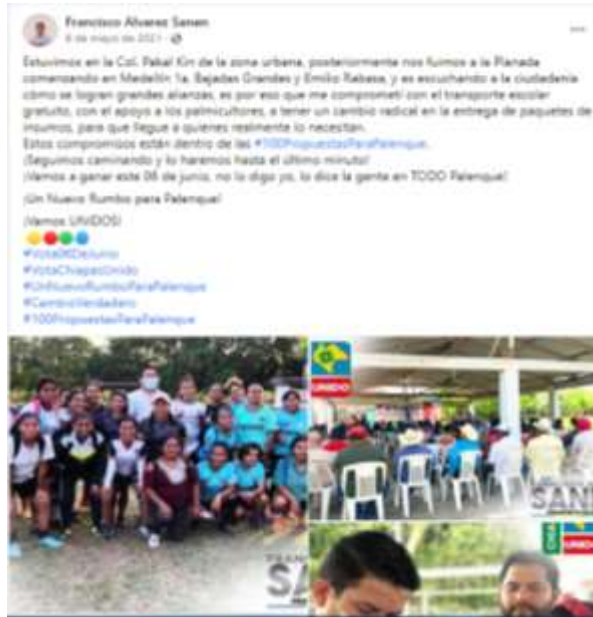 Francisco Alvarez Sanen
8 de mayo de 2021
Estuvimos en la Col. Pakal Kin de la zona urbana, posteriormente nos fuimos a la Planada
comenzando en Medellín 1a, Bajadas Grandes y Emilio Rabasa, y es escuchando a la ciudadanía
cómo se logran grandes alianzas, es por eso que me comprometí con el transporte escolar
gratuito, con el apoyo a los palmicultores, a tener un cambio radical en la entrega de paquetes de
insumos, para que llegue a quienes realmente lo necesitan.
Estos compromisos están dentro de las #100PropuestasParaPalenque.
¡Seguimos caminando y lo haremos hasta el último minuto!
¡Vamos a ganar este 06 de junio, no lo digo yo, lo dice la gente en TODO Palenque!
¡Un Nuevo Rumbo para Palenque!
¡Vamos UNIDOS!
#Vota06DeJunio
#VotaChiapasUnido
#UnNuevoRumboParaPalenque
#CambioVerdadero
#100PropuestasParaPalenque
UNIDO
SAN
SA